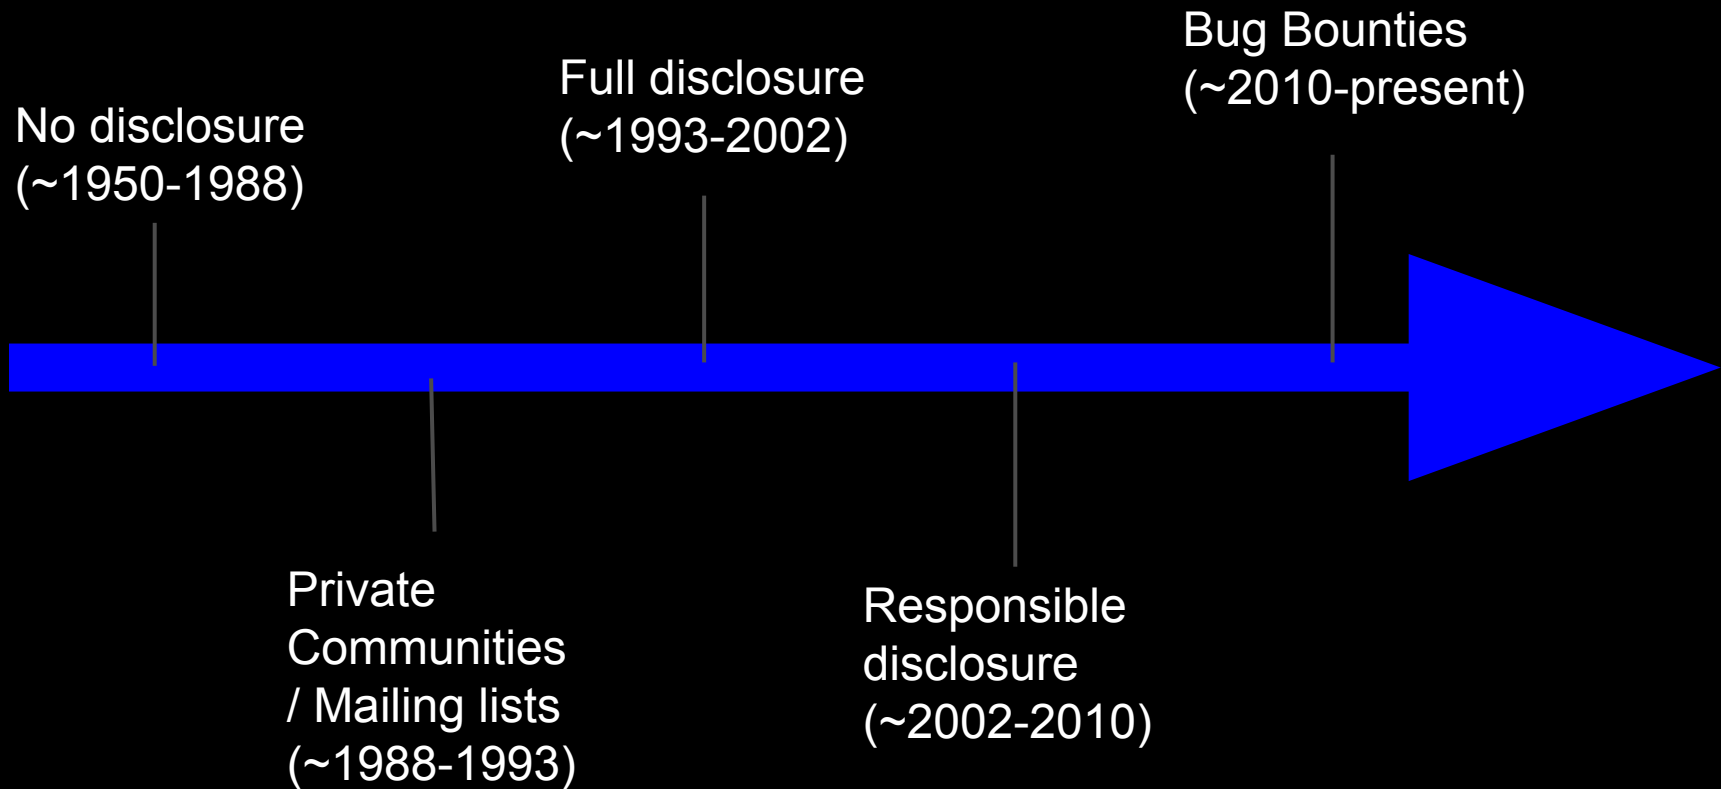 No disclosure
(~1950-1988)
Private
Communities
/ Mailing lists
(~1988-1993)
Full disclosure
(~1993-2002)
Responsible
disclosure
(~2002-2010)
Bug Bounties
(~2010-present)